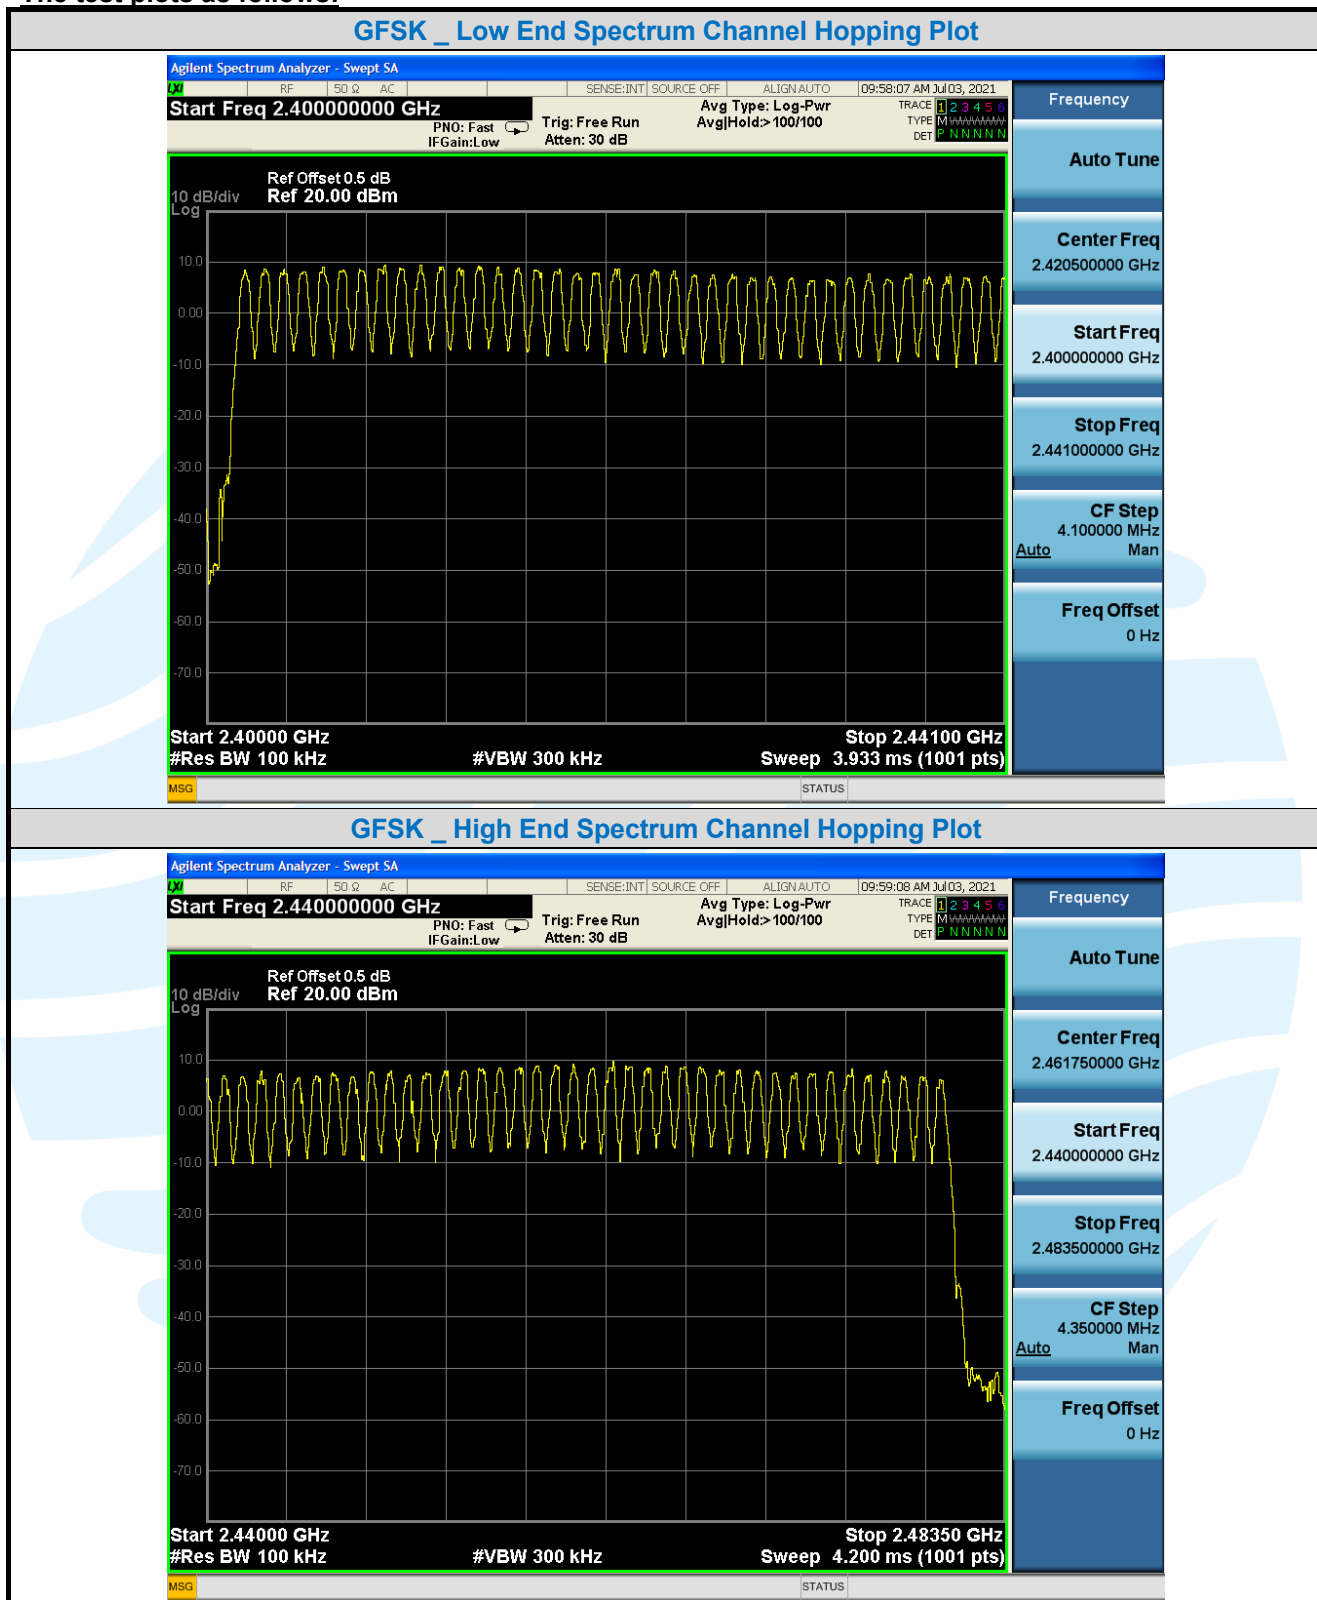 The test plots as follows:
GFSK _ Low End Spectrum Channel Hopping Plot
Agilent Spectrum Analyzer - Swept SA
LXI RF 50 Ω AC SENSE:INT SOURCE OFF ALIGN AUTO 09:58:07 AM Jul 03, 2021
Start Freq 2.400000000 GHz
PNO: Fast
IFGain:Low
Trig: Free Run
Atten: 30 dB
Avg Type: Log-Pwr
Avg|Hold:>100/100
TRACE 1 2 3 4 5 6
TYPE M
DET P N N N N N
Ref Offset 0.5 dB
10 dB/div Ref 20.00 dBm
Log
10.0
0.00
-10.0
-20.0
-30.0
-40.0
-50.0
-60.0
-70.0
Start 2.40000 GHz Stop 2.44100 GHz
#Res BW 100 kHz #VBW 300 kHz Sweep 3.933 ms (1001 pts)
MSG STATUS
Frequency
Auto Tune
Center Freq
2.420500000 GHz
Start Freq
2.400000000 GHz
Stop Freq
2.441000000 GHz
CF Step
4.100000 MHz
Auto Man
Freq Offset
0 Hz
GFSK _ High End Spectrum Channel Hopping Plot
Agilent Spectrum Analyzer - Swept SA
LXI RF 50 Ω AC SENSE:INT SOURCE OFF ALIGN AUTO 09:59:08 AM Jul 03, 2021
Start Freq 2.440000000 GHz
PNO: Fast
IFGain:Low
Trig: Free Run
Atten: 30 dB
Avg Type: Log-Pwr
Avg|Hold:>100/100
TRACE 1 2 3 4 5 6
TYPE M
DET P N N N N N
Ref Offset 0.5 dB
10 dB/div Ref 20.00 dBm
Log
10.0
0.00
-10.0
-20.0
-30.0
-40.0
-50.0
-60.0
-70.0
Start 2.44000 GHz Stop 2.48350 GHz
#Res BW 100 kHz #VBW 300 kHz Sweep 4.200 ms (1001 pts)
MSG STATUS
Frequency
Auto Tune
Center Freq
2.461750000 GHz
Start Freq
2.440000000 GHz
Stop Freq
2.483500000 GHz
CF Step
4.350000 MHz
Auto Man
Freq Offset
0 Hz